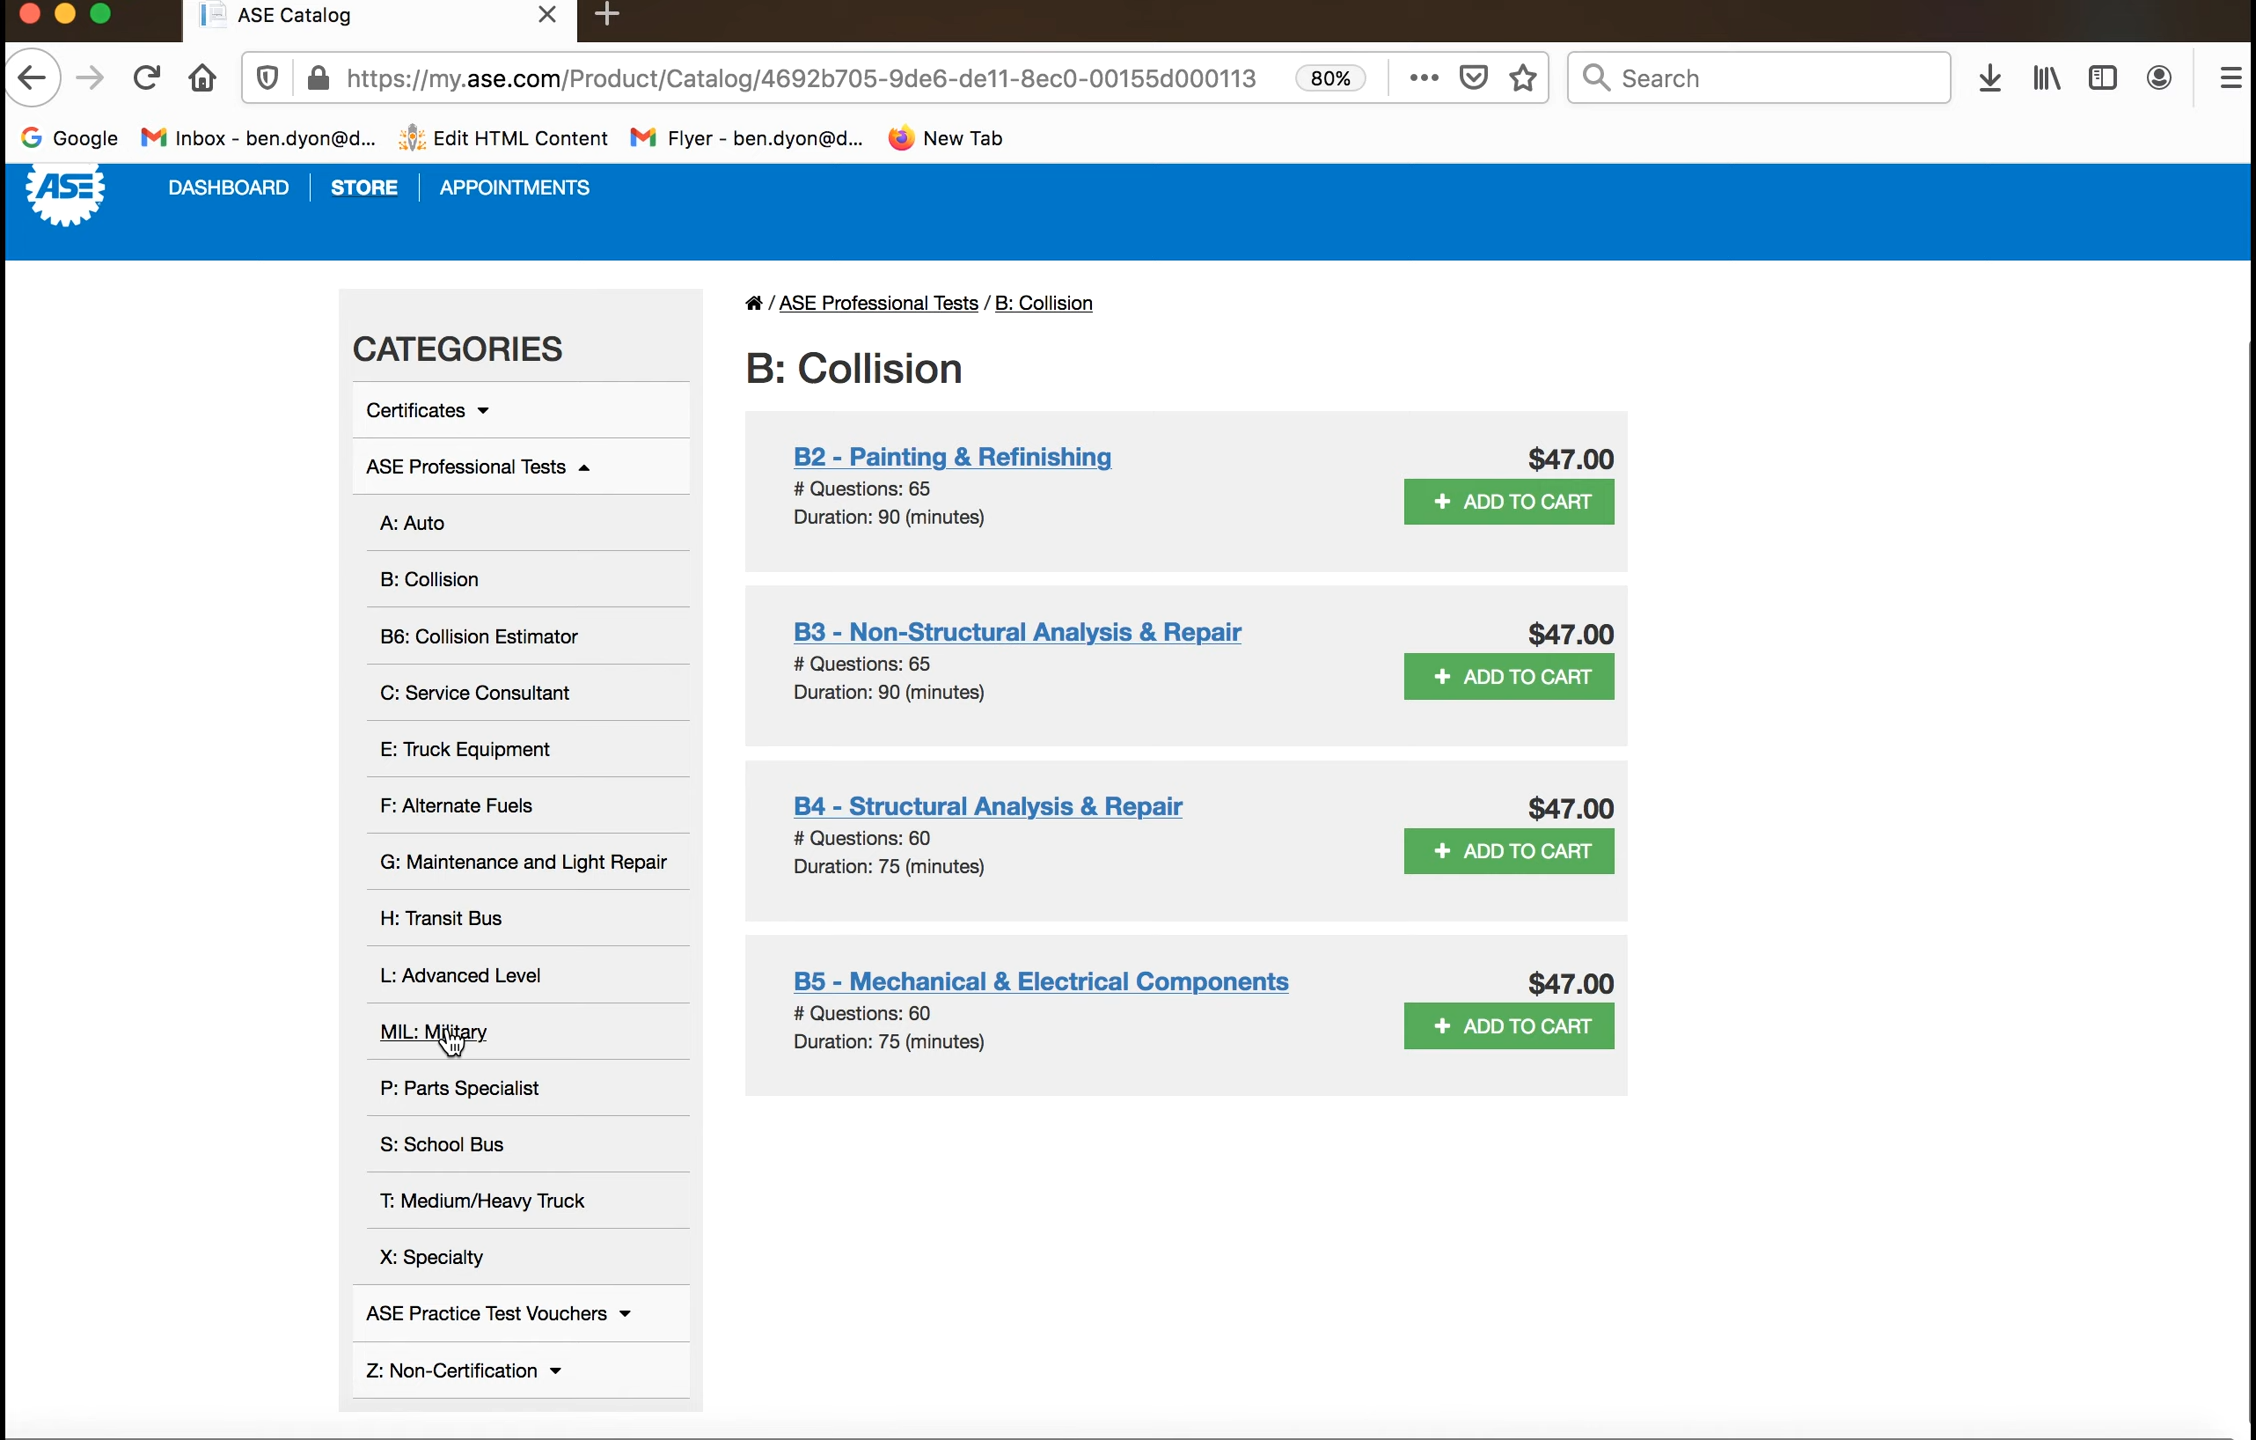 ASE Catalog
https://my.ase.com/Product/Catalog/4692b705-9de6-de11-8ec0-00155d000113
80%
Search
Google
Inbox - ben.dyon@d...
Edit HTML Content
Flyer - ben.dyon@d...
New Tab
ASE
DASHBOARD
STORE
APPOINTMENTS
CATEGORIES
Certificates
ASE Professional Tests
A: Auto
B: Collision
B6: Collision Estimator
C: Service Consultant
E: Truck Equipment
F: Alternate Fuels
G: Maintenance and Light Repair
H: Transit Bus
L: Advanced Level
MIL: Military
P: Parts Specialist
S: School Bus
T: Medium/Heavy Truck
X: Specialty
ASE Practice Test Vouchers
Z: Non-Certification
/ ASE Professional Tests / B: Collision
B: Collision
B2 - Painting & Refinishing
# Questions: 65
Duration: 90 (minutes)
$47.00
+ ADD TO CART
B3 - Non-Structural Analysis & Repair
# Questions: 65
Duration: 90 (minutes)
$47.00
+ ADD TO CART
B4 - Structural Analysis & Repair
# Questions: 60
Duration: 75 (minutes)
$47.00
+ ADD TO CART
B5 - Mechanical & Electrical Components
# Questions: 60
Duration: 75 (minutes)
$47.00
+ ADD TO CART